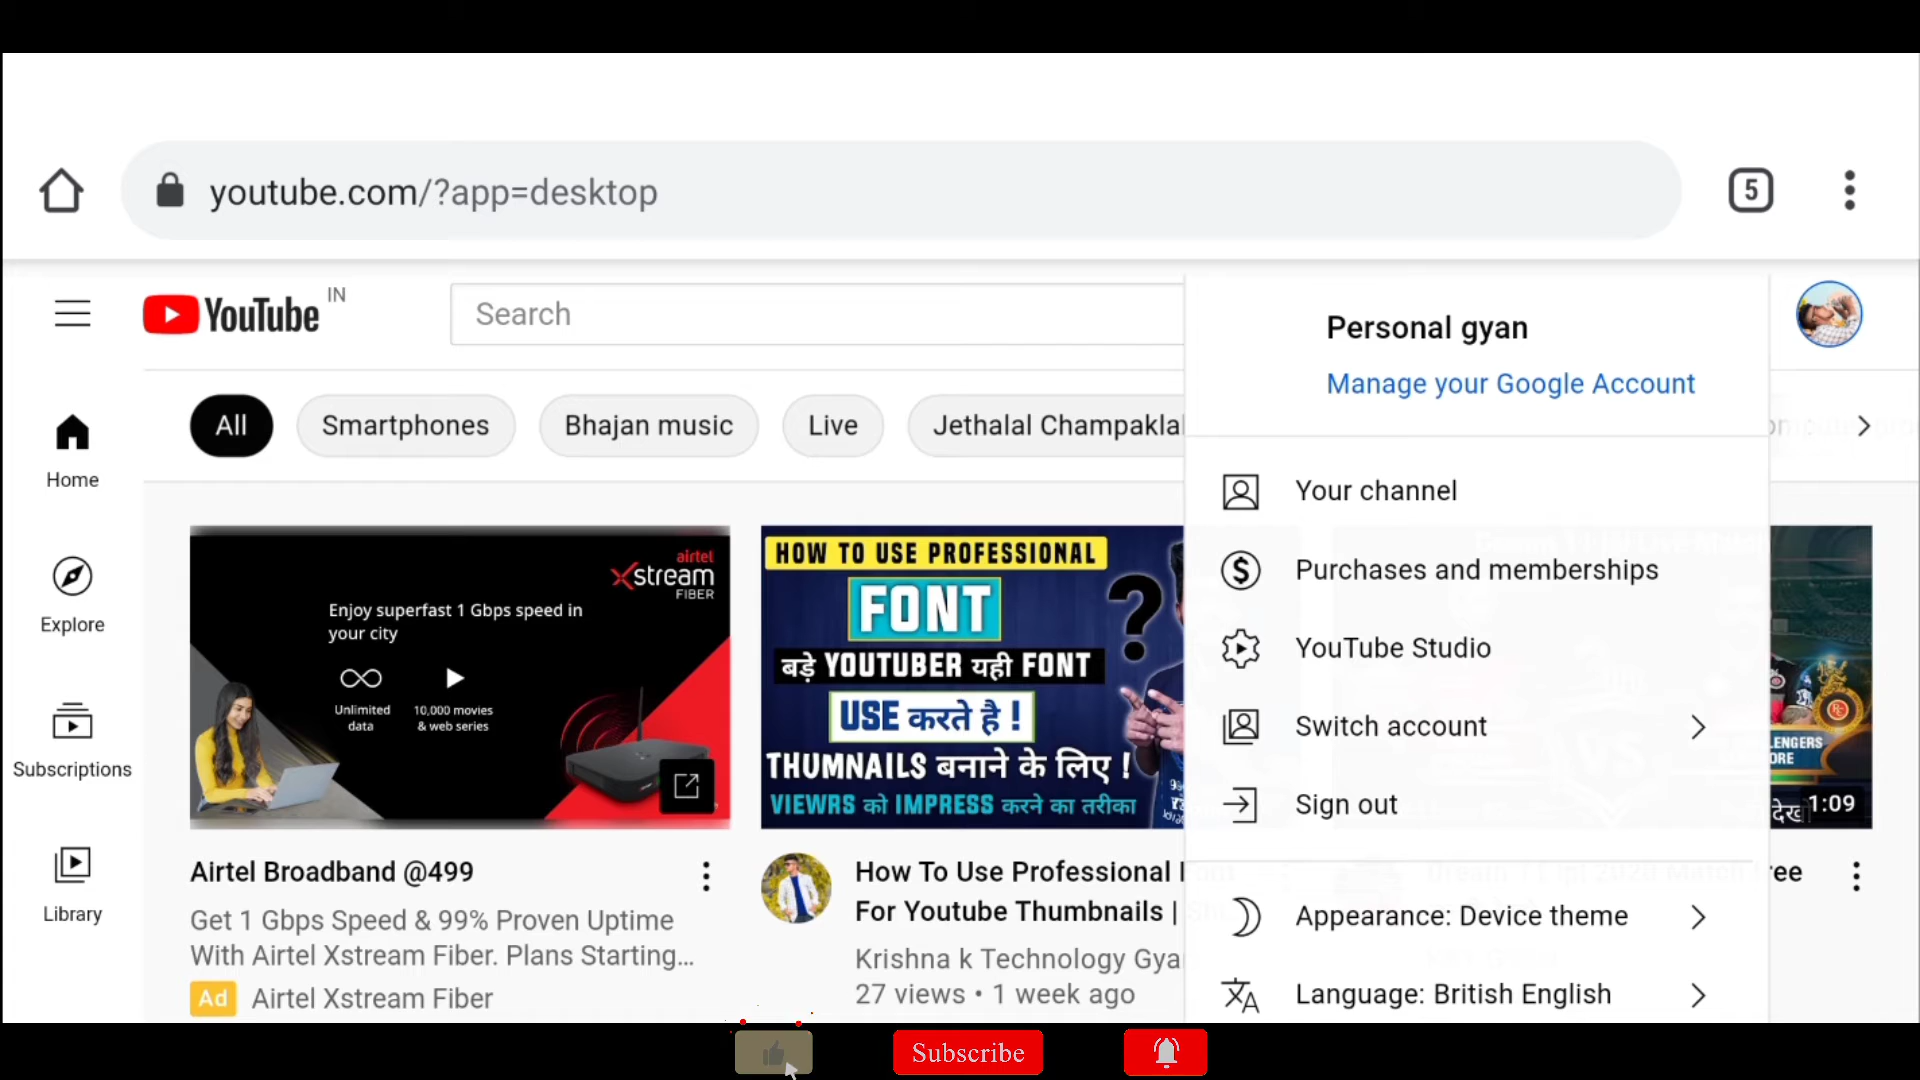 youtube.com/?app=desktop
5
YouTube IN
Search
Personal gyan
Manage your Google Account
All
Smartphones
Bhajan music
Live
Jethalal Champaklal
Home
Explore
Subscriptions
Library
Your channel
Purchases and memberships
YouTube Studio
Switch account
Sign out
Appearance: Device theme
Language: British English
airtel
Xstream
FIBER
Enjoy superfast 1 Gbps speed in
your city
Unlimited
data
10,000 movies
& web series
Airtel Broadband @499
Get 1 Gbps Speed & 99% Proven Uptime
With Airtel Xstream Fiber. Plans Starting...
Ad Airtel Xstream Fiber
HOW TO USE PROFESSIONAL
FONT
?
बड़े YOUTUBER यही FONT
USE करते है !
THUMNAILS बनाने के लिए !
VIEWRS को IMPRESS करने का तरीका
How To Use Professional
For Youtube Thumbnails |
Krishna k Technology Gya
27 views • 1 week ago
LENGERS
ORE
देखो
1:09
ree
Subscribe